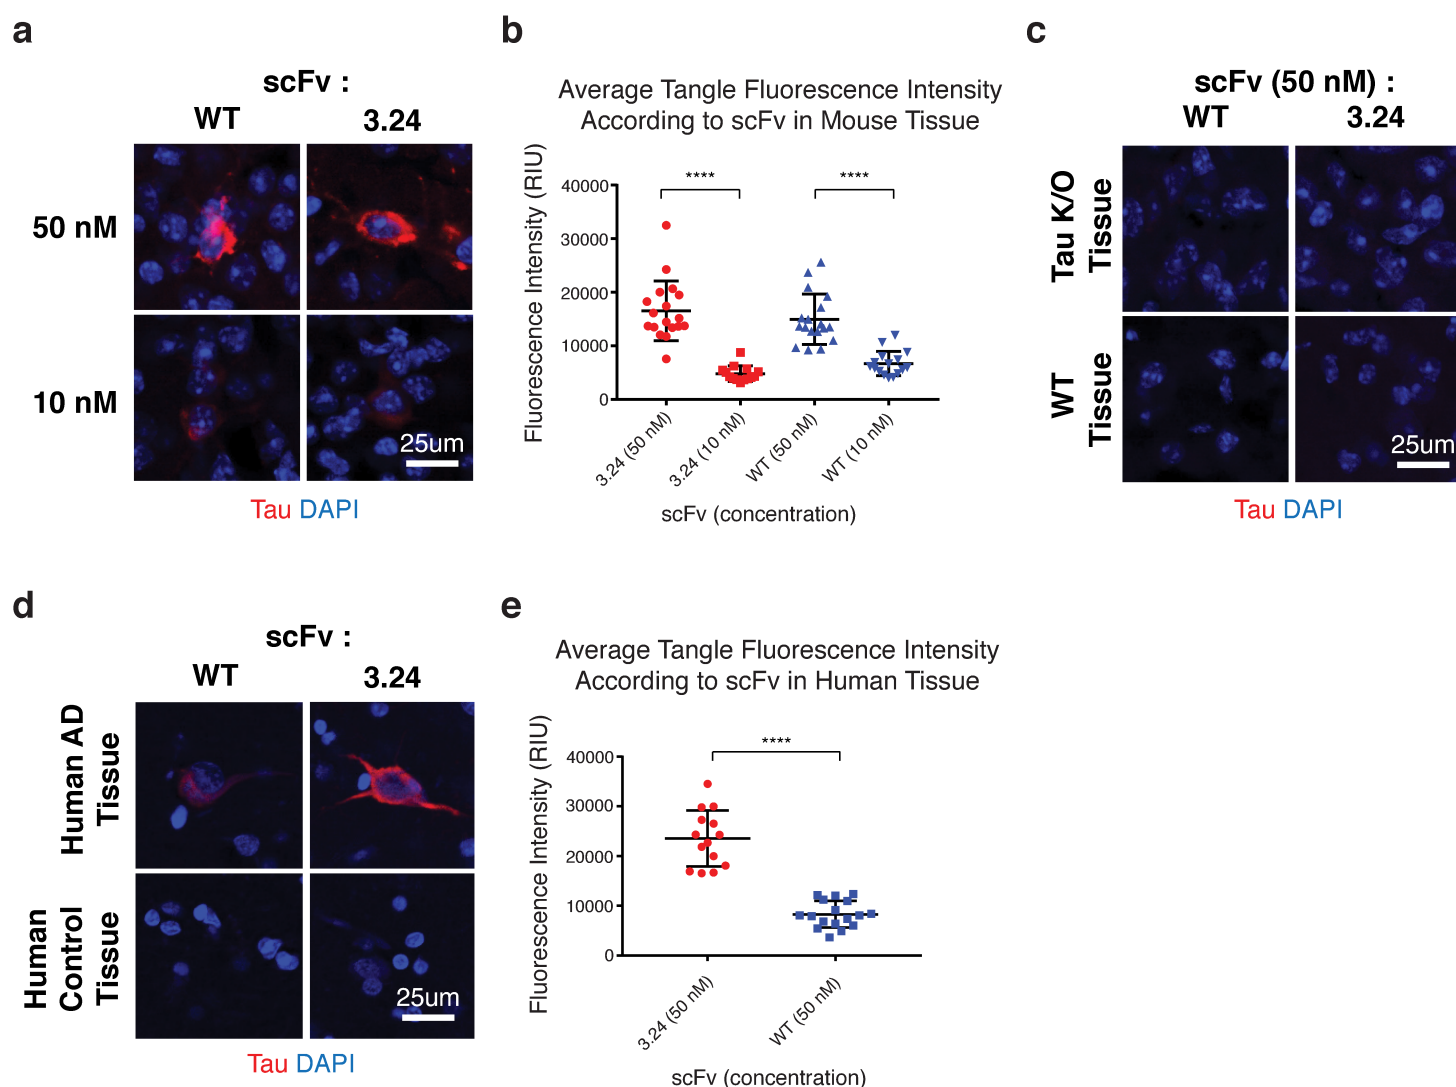 a
scFv :
WT
3.24
50 nM
10 nM
25um
Tau DAPI
b
Average Tangle Fluorescence Intensity
According to scFv in Mouse Tissue
Fluorescence Intensity (RIU)
40000
30000
20000
10000
0
****
****
3.24 (50 nM)
3.24 (10 nM)
WT (50 nM)
WT (10 nM)
scFv (concentration)
c
scFv (50 nM) :
WT
3.24
Tau K/O
Tissue
WT
Tissue
25um
Tau DAPI
d
scFv :
WT
3.24
Human AD
Tissue
Human
Control
Tissue
25um
Tau DAPI
e
Average Tangle Fluorescence Intensity
According to scFv in Human Tissue
Fluorescence Intensity (RIU)
40000
30000
20000
10000
0
****
3.24 (50 nM)
WT (50 nM)
scFv (concentration)